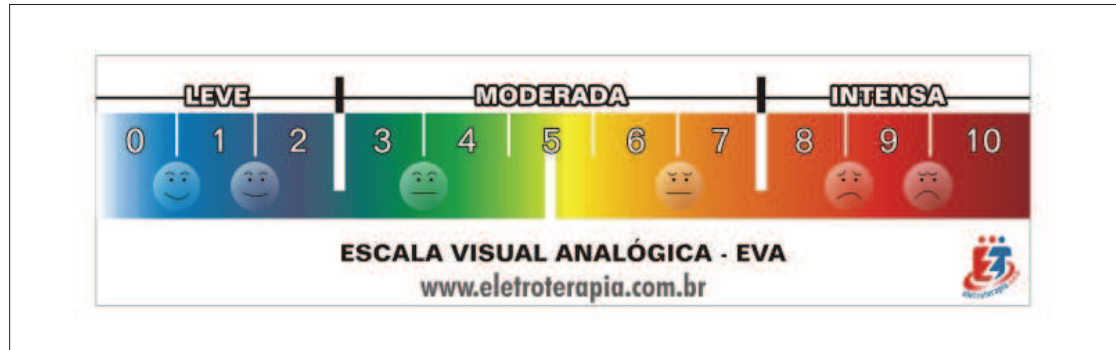 LEVE MODERADA INTENSA
0 1 2 3 4 5 6 7 8 9 10
ESCALA VISUAL ANALÓGICA - EVA
www.eletroterapia.com.br
ET